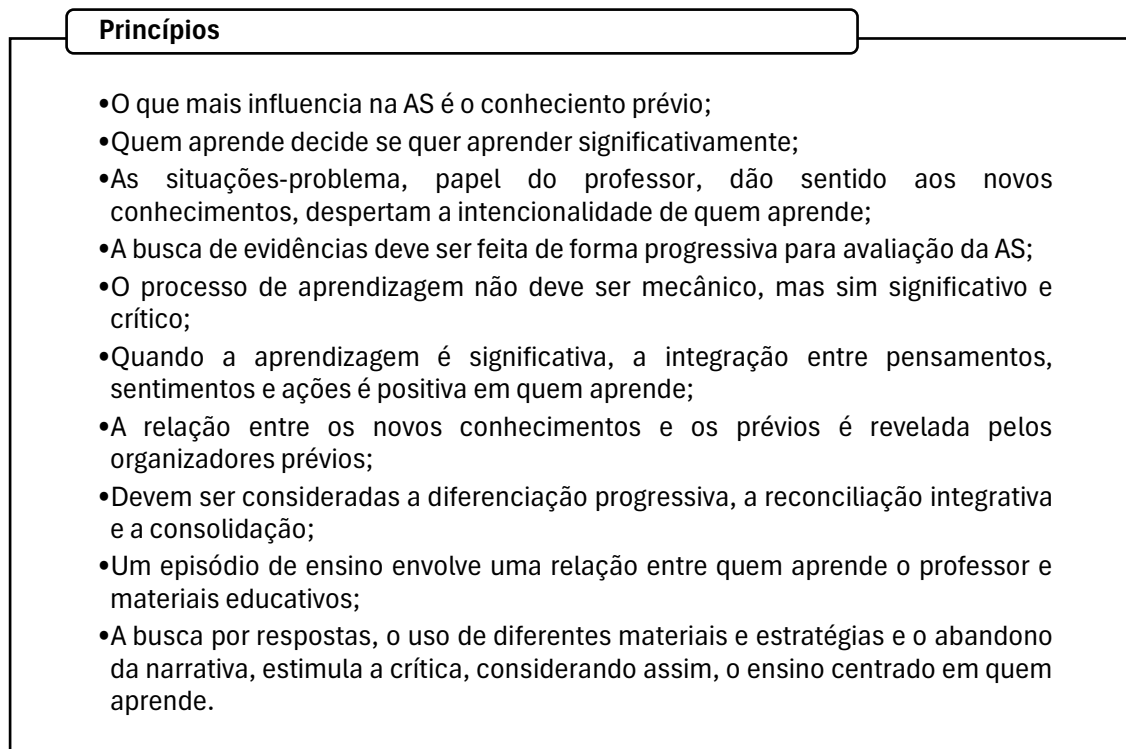 Princípios
•O que mais influencia na AS é o conheciento prévio;
•Quem aprende decide se quer aprender significativamente;
•As situações-problema, papel do professor, dão sentido aos novos
conhecimentos, despertam a intencionalidade de quem aprende;
•A busca de evidências deve ser feita de forma progressiva para avaliação da AS;
•O processo de aprendizagem não deve ser mecânico, mas sim significativo e
crítico;
•Quando a aprendizagem é significativa, a integração entre pensamentos,
sentimentos e ações é positiva em quem aprende;
•A relação entre os novos conhecimentos e os prévios é revelada pelos
organizadores prévios;
•Devem ser consideradas a diferenciação progressiva, a reconciliação integrativa
e a consolidação;
•Um episódio de ensino envolve uma relação entre quem aprende o professor e
materiais educativos;
•A busca por respostas, o uso de diferentes materiais e estratégias e o abandono
da narrativa, estimula a crítica, considerando assim, o ensino centrado em quem
aprende.